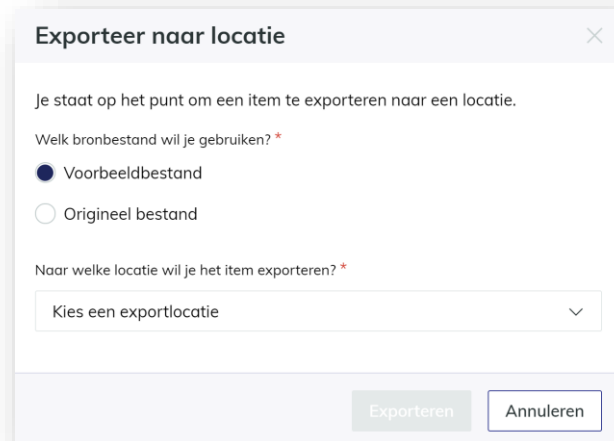 Exporteer naar locatie
Je staat op het punt om een item te exporteren naar een locatie.
Welk bronbestand wil je gebruiken? *
Voorbeeldbestand
Origineel bestand
Naar welke locatie wil je het item exporteren? *
Kies een exportlocatie
Exporteren
Annuleren